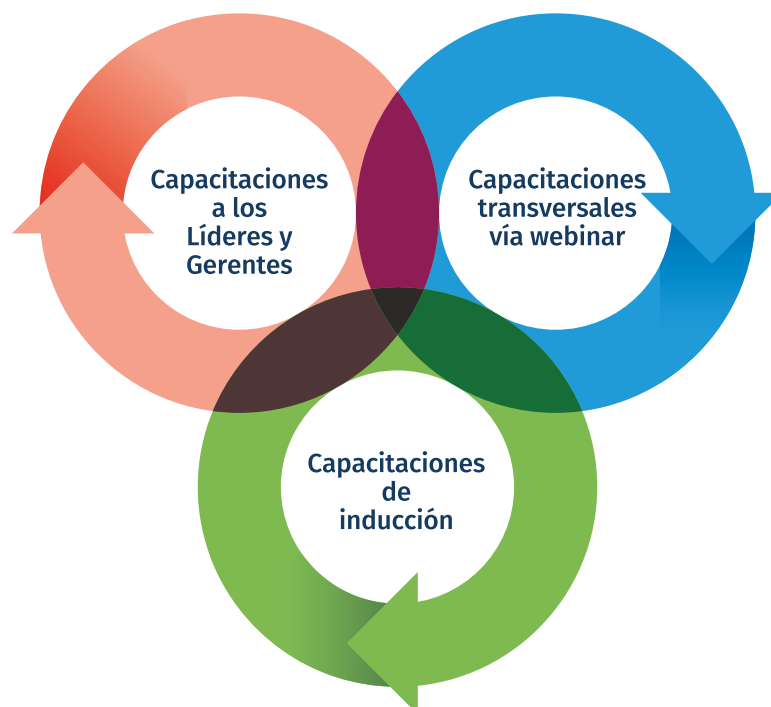 Capacitaciones
a los
Líderes y
Gerentes
Capacitaciones
transversales
vía webinar
Capacitaciones
de
inducción